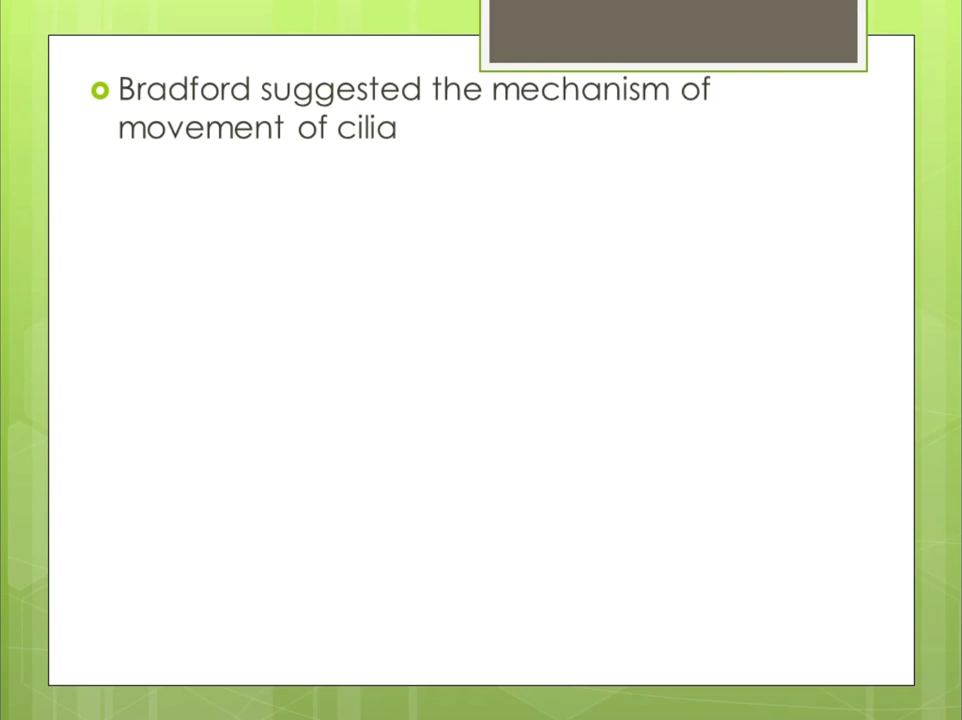 Bradford suggested the mechanism of
movement of cilia